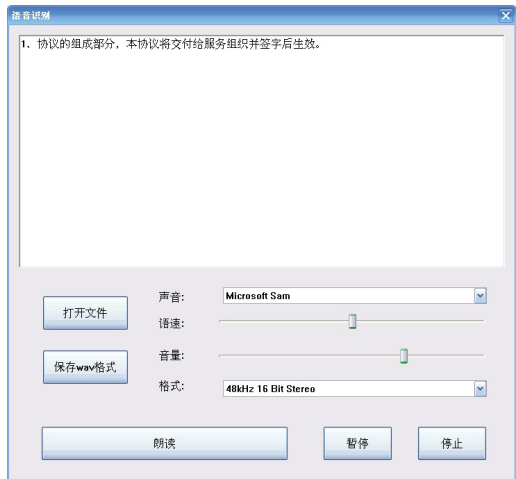 语音识别
1、协议的组成部分，本协议将交付给服务组织并签字后生效。
打开文件
声音:
Microsoft Sam
语速:
保存wav格式
音量:
格式:
48kHz 16 Bit Stereo
朗读
暂停
停止